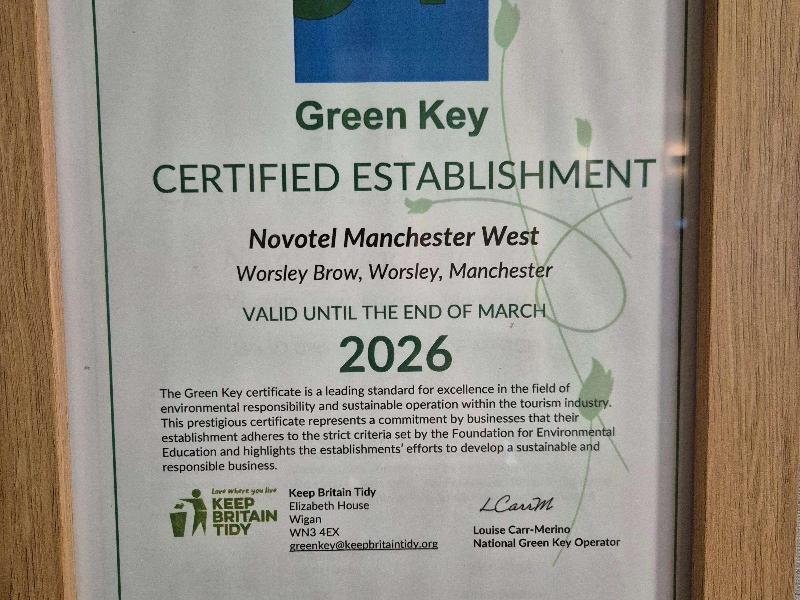 Green Key
CERTIFIED ESTABLISHMENT
Novotel Manchester West
Worsley Brow, Worsley, Manchester
VALID UNTIL THE END OF MARCH
2026
The Green Key certificate is a leading standard for excellence in the field of
environmental responsibility and sustainable operation within the tourism industry.
This prestigious certificate represents a commitment by businesses that their
establishment adheres to the strict criteria set by the Foundation for Environmental
Education and highlights the establishments' efforts to develop a sustainable and
responsible business.
Love where you live
KEEP
BRITAIN
TIDY
Keep Britain Tidy
Elizabeth House
Wigan
WN3 4EX
greenkey@keepbritaintidy.org
LCarrM
Louise Carr-Merino
National Green Key Operator